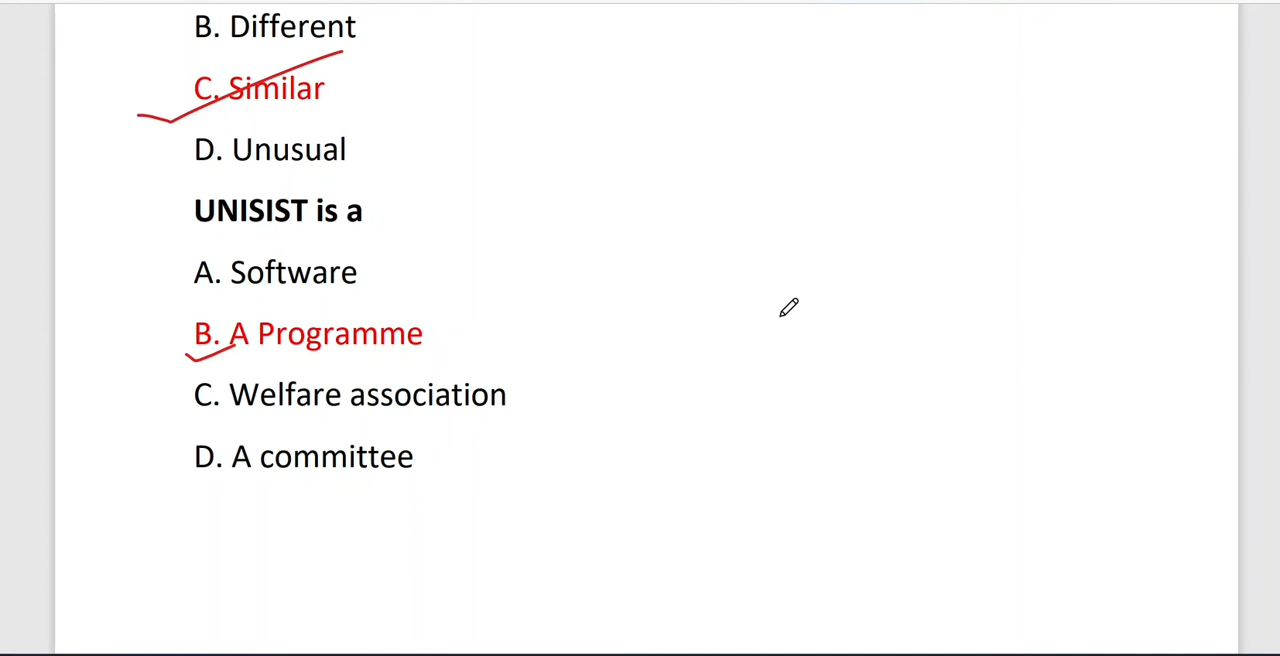 B. Different
C. Similar
D. Unusual
UNISIST is a
A. Software
B. A Programme
C. Welfare association
D. A committee